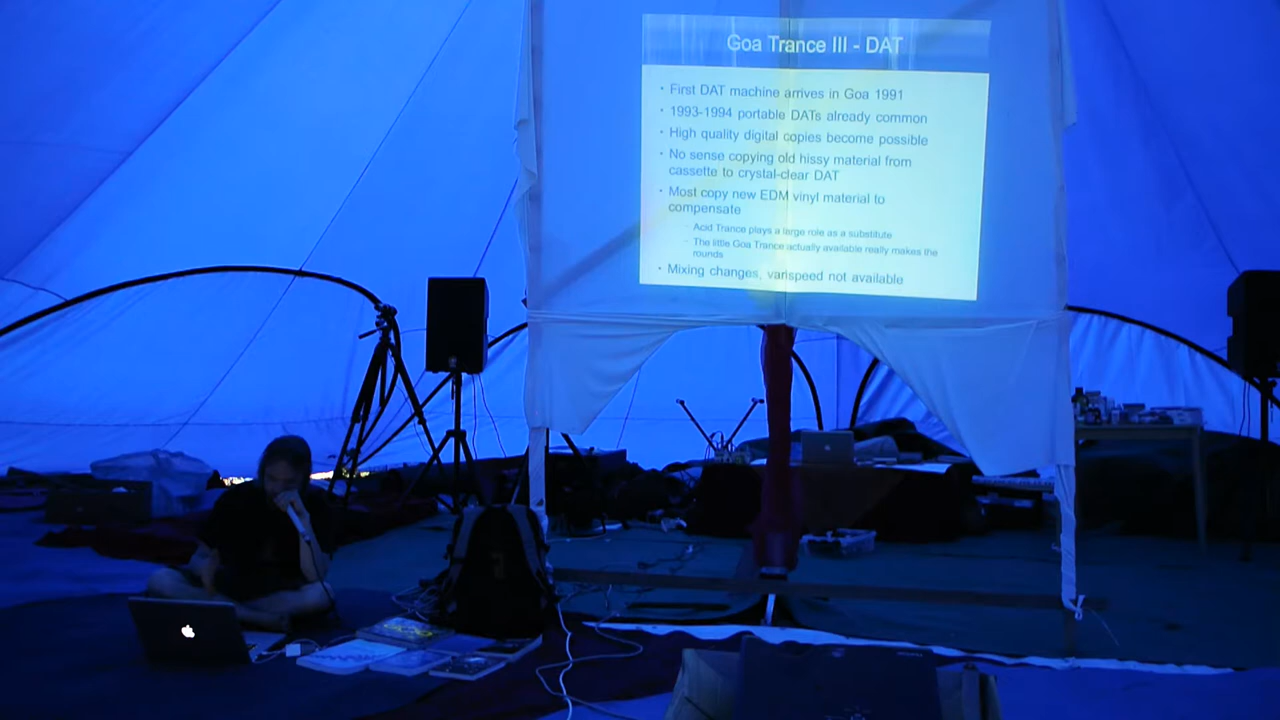 Goa Trance III - DAT
• First DAT machine arrives in Goa 1991
• 1993-1994 portable DATs already common
• High quality digital copies become possible
• No sense copying old hissy material from
cassette to crystal-clear DAT
• Most copy new EDM vinyl material to
compensate
- Acid Trance plays a large role as a substitute
- The little Goa Trance actually available really makes the
rounds
• Mixing changes, varispeed not available